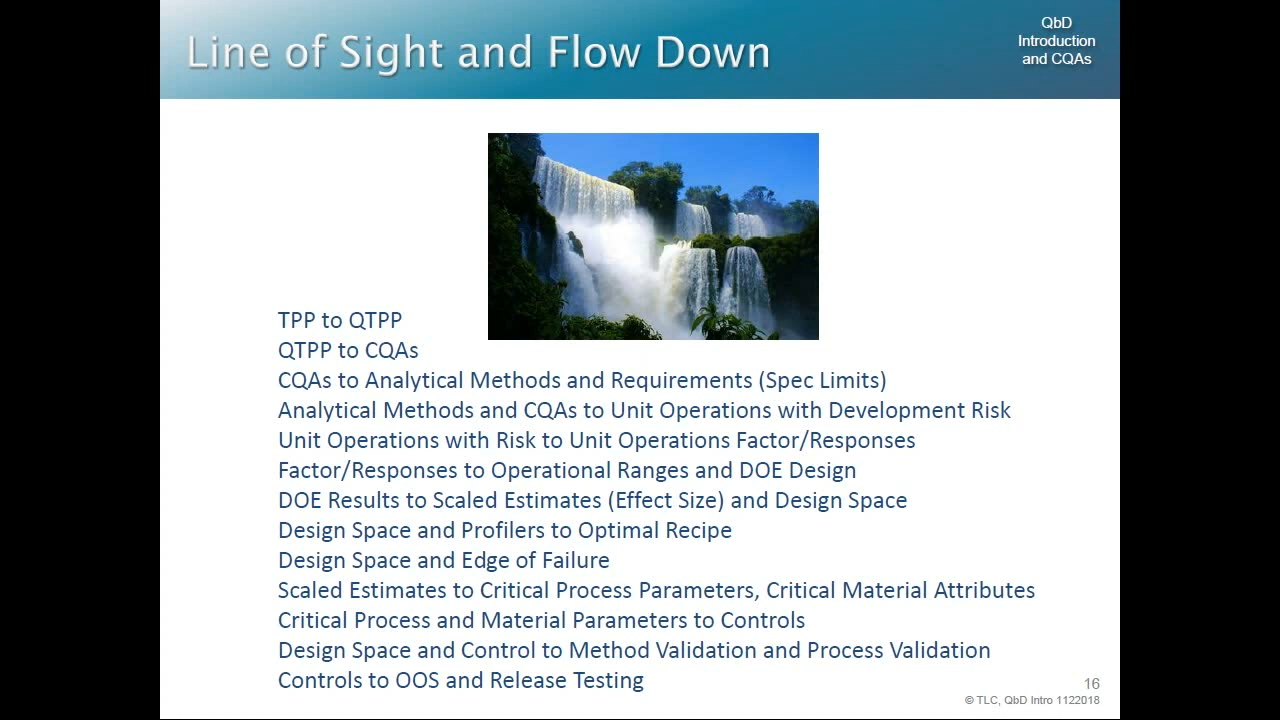 Line of Sight and Flow Down
QbD
Introduction
and CQAs
TPP to QTPP
QTPP to CQAs
CQAs to Analytical Methods and Requirements (Spec Limits)
Analytical Methods and CQAs to Unit Operations with Development Risk
Unit Operations with Risk to Unit Operations Factor/Responses
Factor/Responses to Operational Ranges and DOE Design
DOE Results to Scaled Estimates (Effect Size) and Design Space
Design Space and Profilers to Optimal Recipe
Design Space and Edge of Failure
Scaled Estimates to Critical Process Parameters, Critical Material Attributes
Critical Process and Material Parameters to Controls
Design Space and Control to Method Validation and Process Validation
Controls to OOS and Release Testing
16
© TLC, QbD Intro 1122018